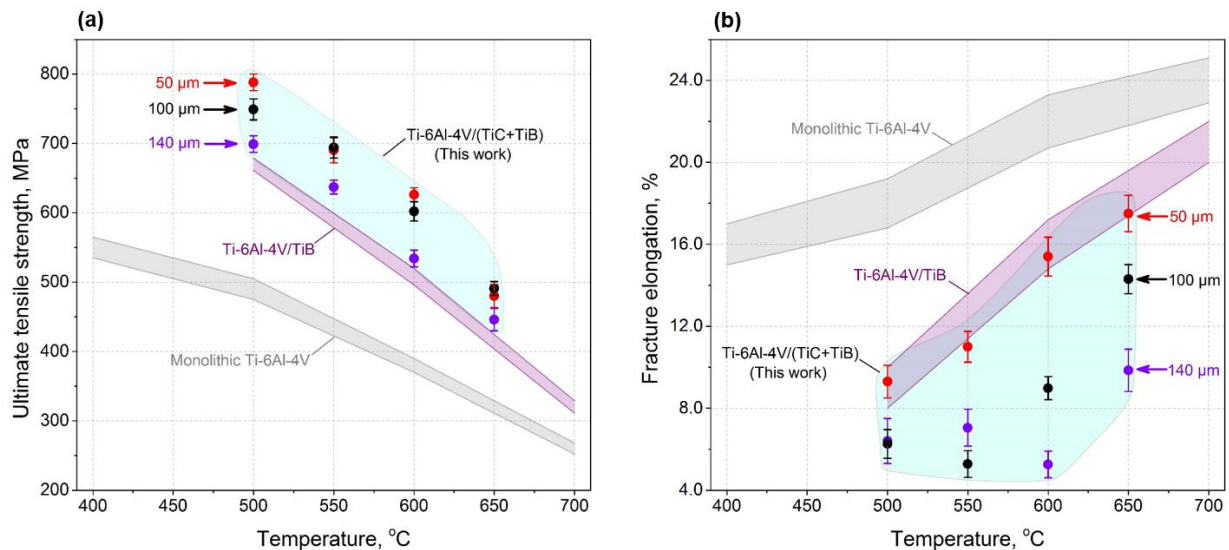 (a)
Ultimate tensile strength, MPa
800
700
600
500
400
300
200
50 µm
100 µm
140 µm
Ti-6Al-4V/(TiC+TiB)
(This work)
Ti-6Al-4V/TiB
Monolithic Ti-6Al-4V
400 450 500 550 600 650 700
Temperature, °C
(b)
Fracture elongation, %
24.0
20.0
16.0
12.0
8.0
4.0
Monolithic Ti-6Al-4V
50 µm
Ti-6Al-4V/TiB
100 µm
Ti-6Al-4V/(TiC+TiB)
(This work)
140 µm
400 450 500 550 600 650 700
Temperature, °C